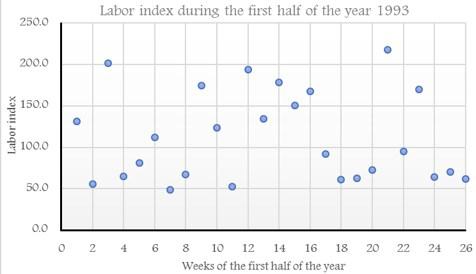 Labor index during the first half of the year 1993
250.0
200.0
150.0
100.0
50.0
0.0
Labor index
0 2 4 6 8 10 12 14 16 18 20 22 24 26
Weeks of the first half of the year